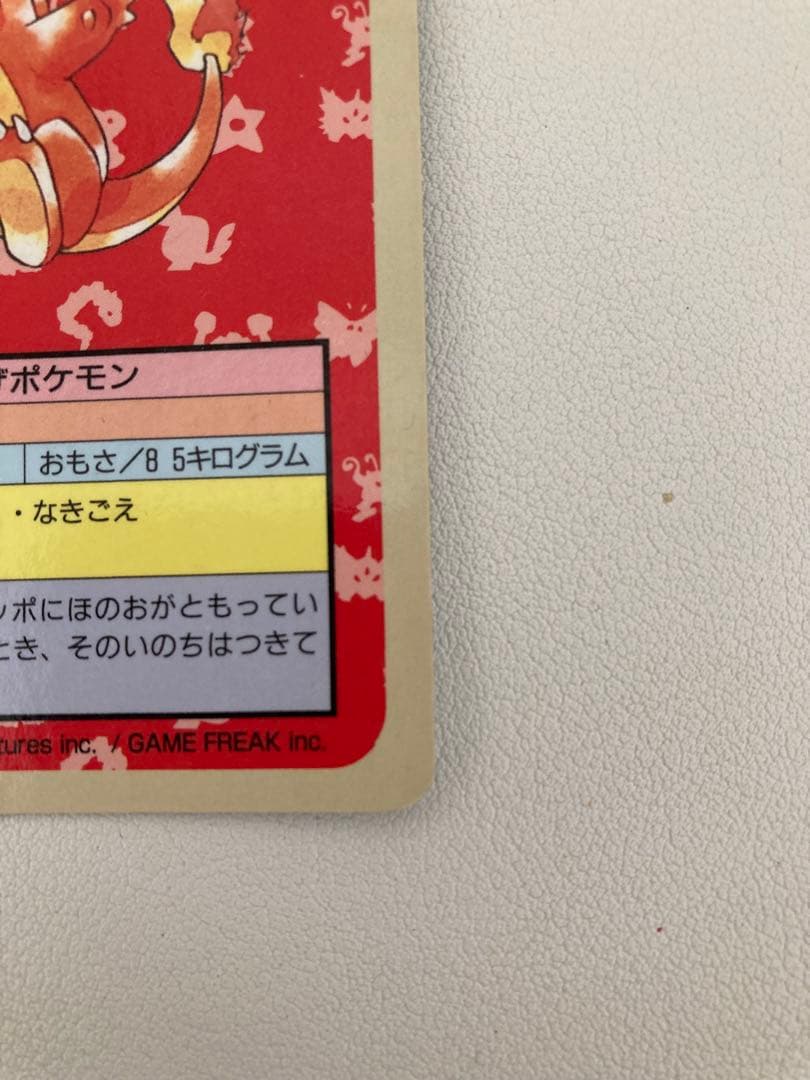 ポケモン
おもさ/8 5キログラム
・なきごえ
ポにほのおがともってい
とき、そのいのちはつきて
tures inc. / GAME FREAK inc.